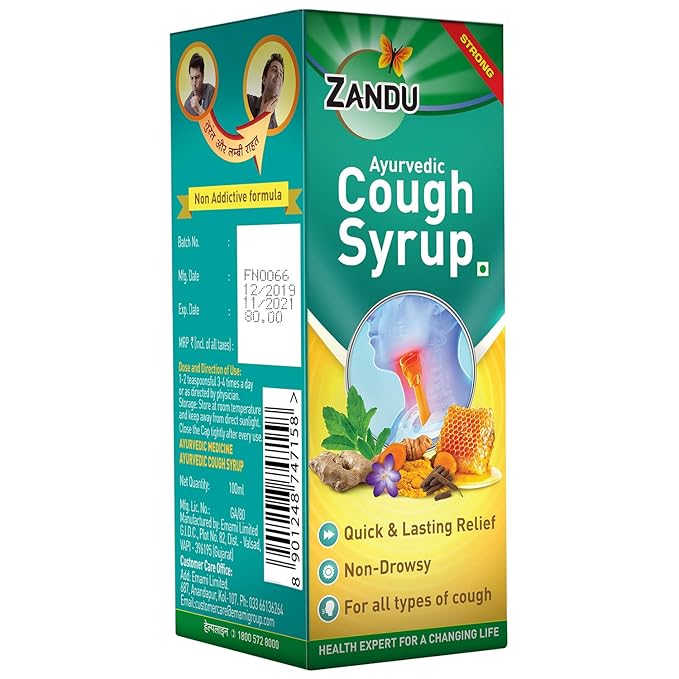 तुरंत और लम्बी राहत
Non Addictive formula
Batch No. :
FN0066
Mfg. Date :
12/2019
Exp. Date :
11/2021
MRP ₹ (incl. of all taxes) :
80.00
Dose and Direction of Use:
1-2 teaspoonsful 3-4 times a day
or as directed by physician.
Storage: Store at room temperature
and keep away from direct sunlight.
Close the Cap tightly after every use.
AYURVEDIC MEDICINE
AYURVEDIC COUGH SYRUP
Net Quantity: 100ml
Mfg. Lic. No.: GA/80
Manufactured by: Emami Limited
G.I.D.C., Plot No. 82, Dist. - Valsad,
VAPI - 396195 (Gujarat)
Customer Care Office:
Add: Emami Limited.
687, Anandapur, Kol-107. Ph: 033 66136264
Email:customercare@emamigroup.com
हेल्पलाइन 1800 572 8000
8 901248 747158 >
STRONG
ZANDU
Ayurvedic
Cough
Syrup
Quick & Lasting Relief
Non-Drowsy
For all types of cough
HEALTH EXPERT FOR A CHANGING LIFE